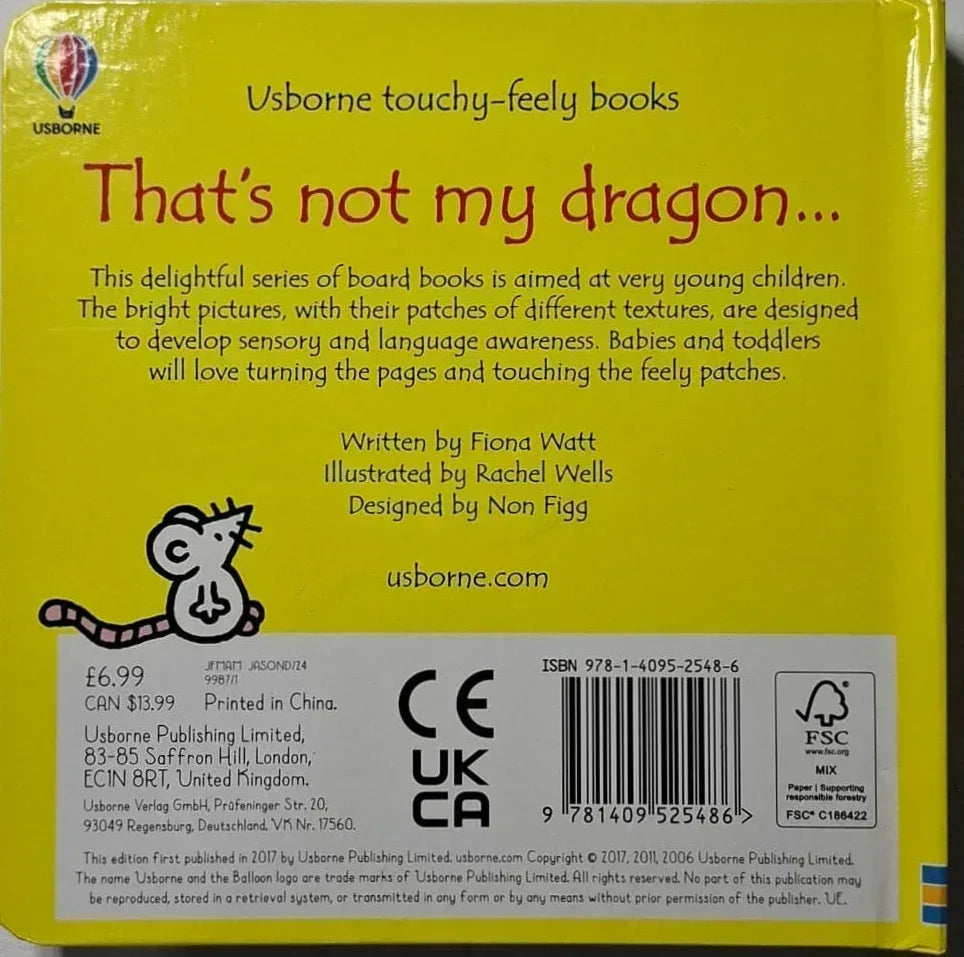 USBORNE
Usborne touchy-feely books
That's not my dragon...
This delightful series of board books is aimed at very young children.
The bright pictures, with their patches of different textures, are designed
to develop sensory and language awareness. Babies and toddlers
will love turning the pages and touching the feely patches.
Written by Fiona Watt
Illustrated by Rachel Wells
Designed by Non Figg
usborne.com
£6.99
CAN $13.99
JFMAM JASOND/24
9987/1
Printed in China.
Usborne Publishing Limited,
83-85 Saffron Hill, London,
EC1N 8RT, United Kingdom.
Usborne Verlag GmbH, Prüfeninger Str. 20,
93049 Regensburg, Deutschland. VK Nr. 17560.
CE
UK
CA
ISBN 978-1-4095-2548-6
9 781409 525486 >
FSC
www.fsc.org
MIX
Paper | Supporting
responsible forestry
FSC® C186422
This edition first published in 2017 by Usborne Publishing Limited. usborne.com Copyright © 2017, 2011, 2006 Usborne Publishing Limited.
The name Usborne and the Balloon logo are trade marks of Usborne Publishing Limited. All rights reserved. No part of this publication may
be reproduced, stored in a retrieval system, or transmitted in any form or by any means without prior permission of the publisher. UE.